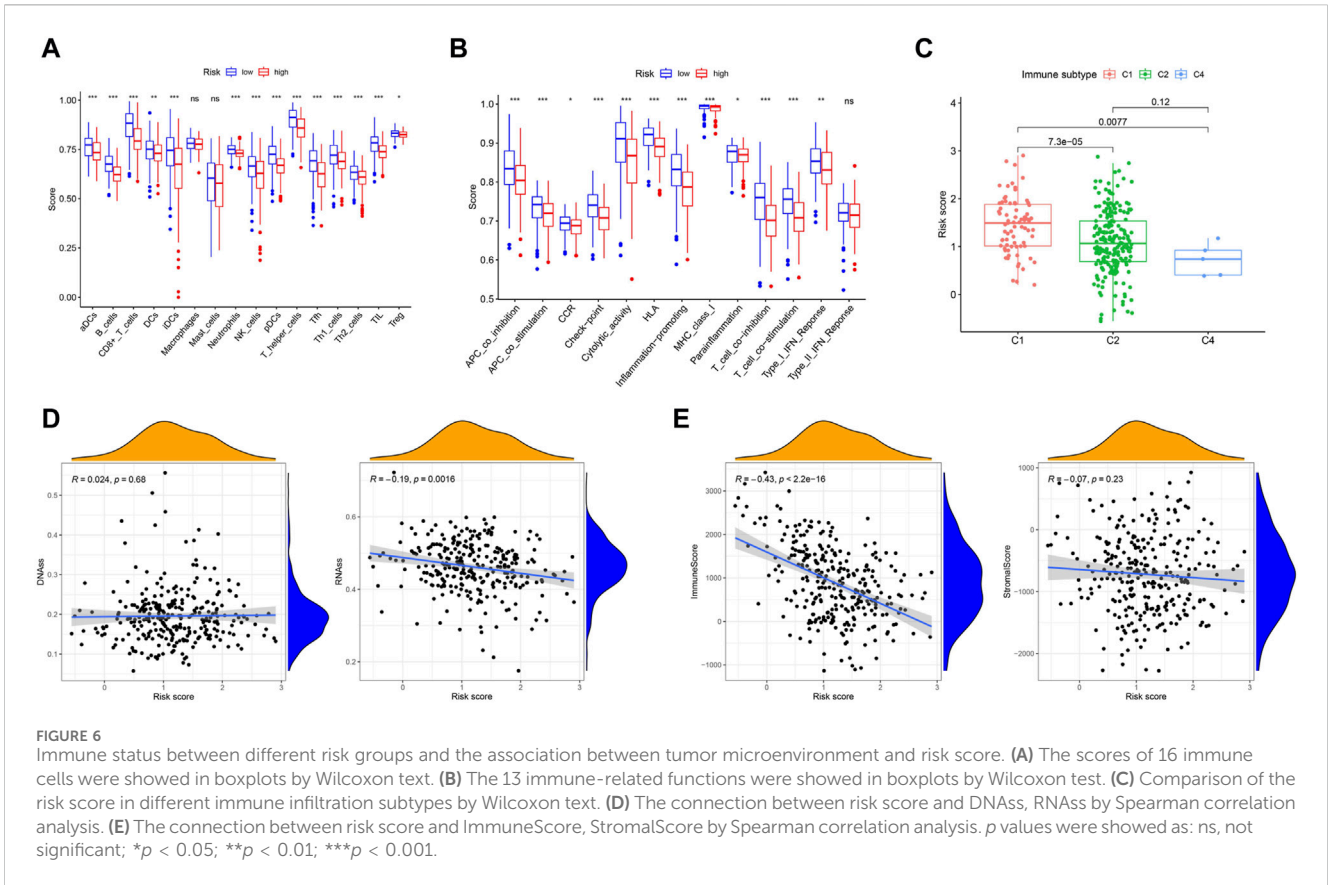 A
Risk low high
*** *** *** ** *** ns ns *** *** *** *** *** *** *** *** *
Score
1.00
0.75
0.50
0.25
0.00
aDCs
B_cells
CD8+_T_cells
DCs
iDCs
Macrophages
Mast_cells
Neutrophils
NK_cells
pDCs
T_helper_cells
Tfh
Th1_cells
Th2_cells
TIL
Treg
B
Risk low high
*** *** * *** *** *** *** *** * *** *** ** ns
Score
1.0
0.9
0.8
0.7
0.6
0.5
APC_co_inhibition
APC_co_stimulation
CCR
Check-point
Cytolytic_activity
HLA
Inflammation-promoting
MHC_class_I
Parainflammation
T_cell_co-inhibition
T_cell_co-stimulation
Type_I_IFN_Reponse
Type_II_IFN_Reponse
C
Immune subtype C1 C2 C4
0.12
0.0077
7.3e-05
Risk score
4
3
2
1
0
C1 C2 C4
D
R = 0.024, p = 0.68
DNAss
0.5
0.4
0.3
0.2
0.1
0 1 2 3
Risk score
R = −0.19, p = 0.0016
RNAss
0.6
0.4
0.2
0 1 2 3
Risk score
E
R = −0.43, p < 2.2e−16
ImmuneScore
3000
2000
1000
0
−1000
0 1 2 3
Risk score
R = −0.07, p = 0.23
StromalScore
1000
0
−1000
−2000
0 1 2 3
Risk score
FIGURE 6
Immune status between different risk groups and the association between tumor microenvironment and risk score. (A) The scores of 16 immune
cells were showed in boxplots by Wilcoxon text. (B) The 13 immune-related functions were showed in boxplots by Wilcoxon test. (C) Comparison of the
risk score in different immune infiltration subtypes by Wilcoxon text. (D) The connection between risk score and DNAss, RNAss by Spearman correlation
analysis. (E) The connection between risk score and ImmuneScore, StromalScore by Spearman correlation analysis. p values were showed as: ns, not
significant; *p < 0.05; **p < 0.01; ***p < 0.001.